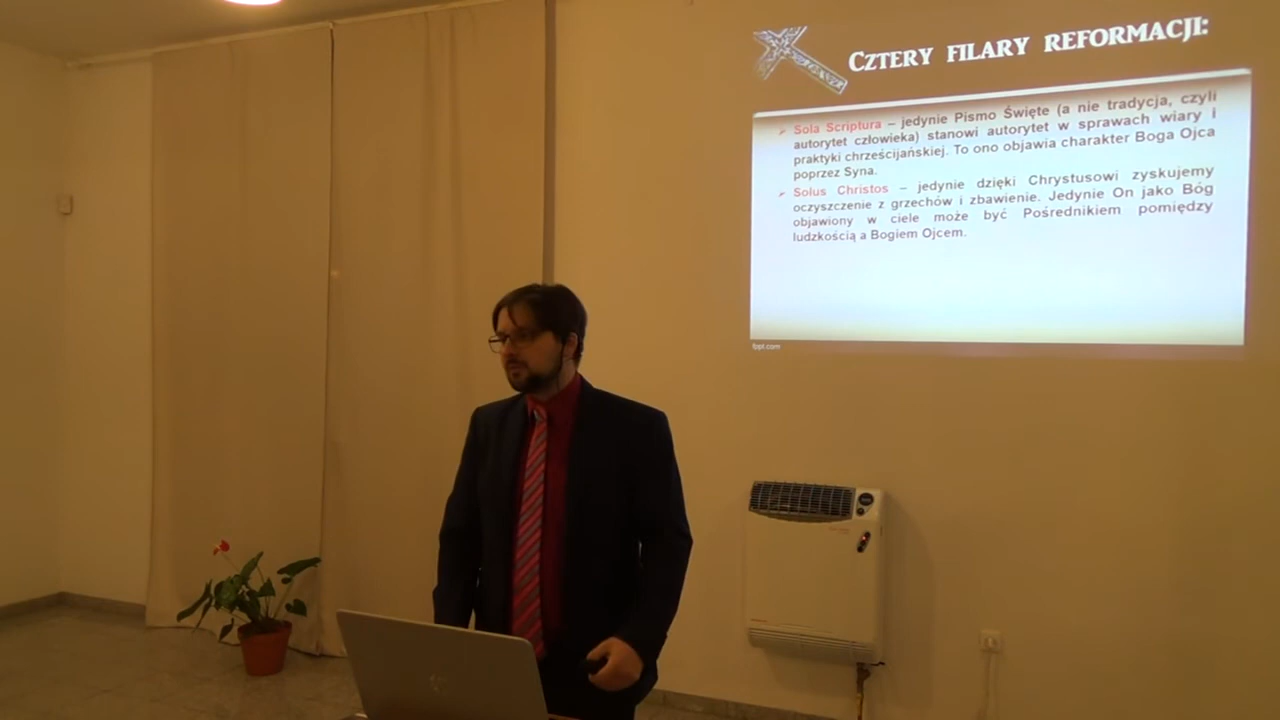 Cztery filary reformacji:
Sola Scriptura – jedynie Pismo Święte (a nie tradycja, czyli
autorytet człowieka) stanowi autorytet w sprawach wiary i
praktyki chrześcijańskiej. To ono objawia charakter Boga Ojca
poprzez Syna.
Solus Christos – jedynie dzięki Chrystusowi zyskujemy
oczyszczenie z grzechów i zbawienie. Jedynie On jako Bóg
objawiony w ciele może być Pośrednikiem pomiędzy
ludzkością a Bogiem Ojcem.
fppt.com